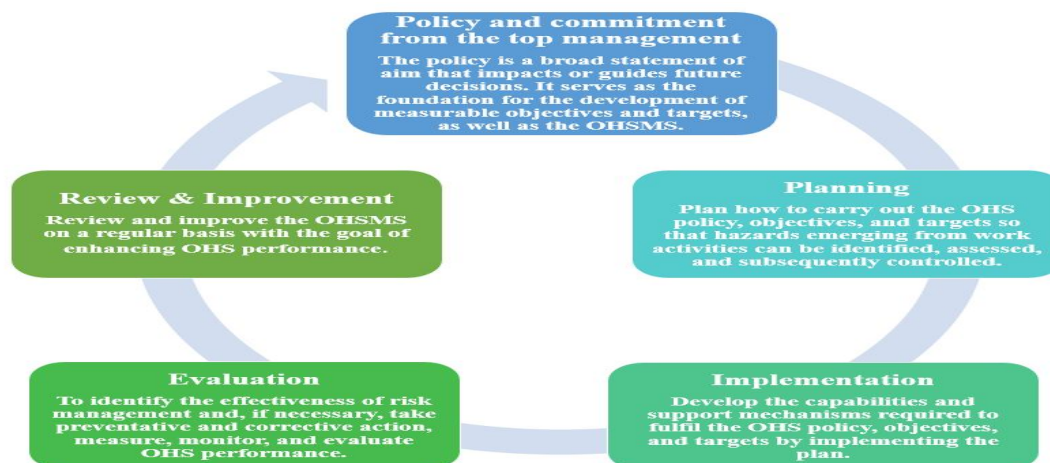 Policy and commitment
from the top management
The policy is a broad statement of
aim that impacts or guides future
decisions. It serves as the
foundation for the development of
measurable objectives and targets,
as well as the OHSMS.
Planning
Plan how to carry out the OHS
policy, objectives, and targets so
that hazards emerging from work
activities can be identified, assessed,
and subsequently controlled.
Implementation
Develop the capabilities and
support mechanisms required to
fulfil the OHS policy, objectives,
and targets by implementing the
plan.
Evaluation
To identify the effectiveness of risk
management and, if necessary, take
preventative and corrective action,
measure, monitor, and evaluate
OHS performance.
Review & Improvement
Review and improve the OHSMS
on a regular basis with the goal of
enhancing OHS performance.